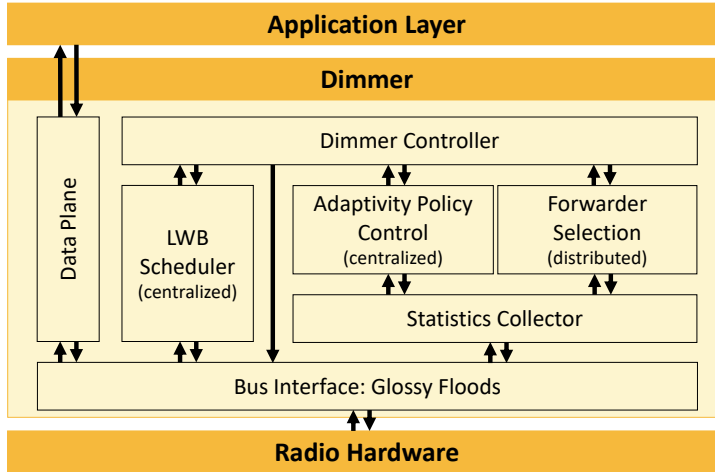 Application Layer
Dimmer
Data Plane
Dimmer Controller
LWB
Scheduler
(centralized)
Adaptivity Policy
Control
(centralized)
Forwarder
Selection
(distributed)
Statistics Collector
Bus Interface: Glossy Floods
Radio Hardware